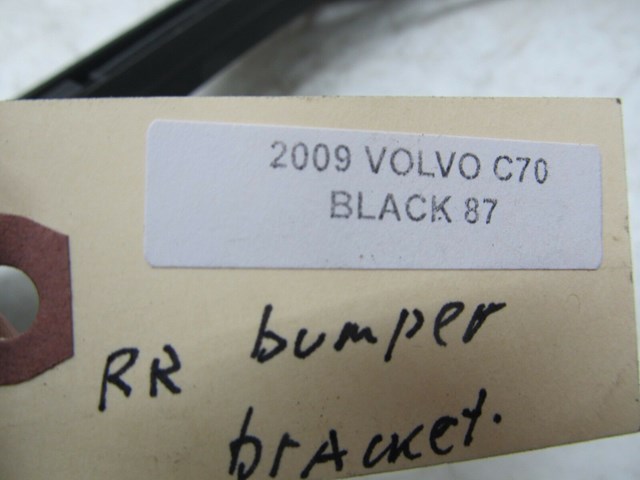 2009 VOLVO C70
BLACK 87
RR bumper
bracket.